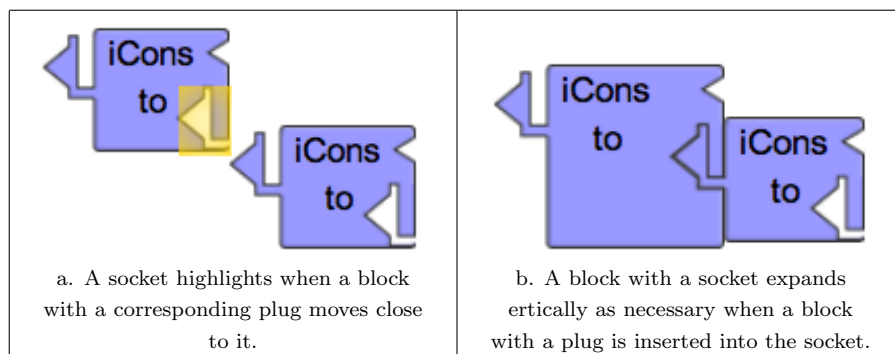 iCons
to
iCons
to
a. A socket highlights when a block
with a corresponding plug moves close
to it.
iCons
to
iCons
to
b. A block with a socket expands
ertically as necessary when a block
with a plug is inserted into the socket.